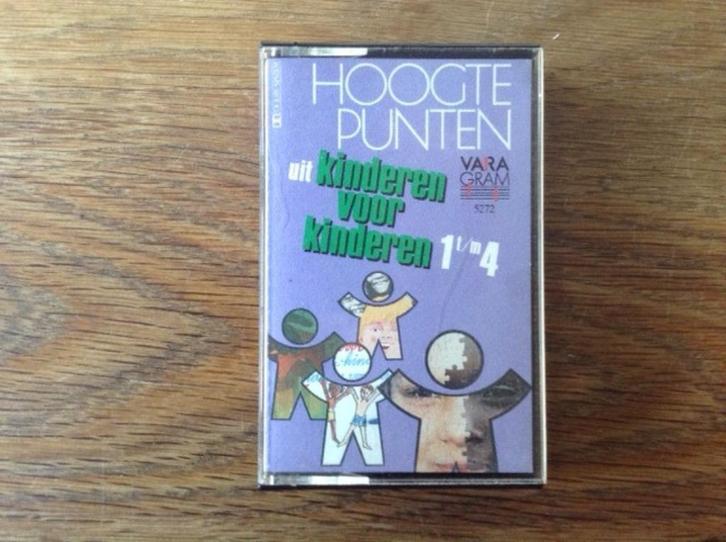 HOOGTE
PUNTEN
uit kinderen
voor
kinderen 1 t/m 4
VARA
GRAM
5272